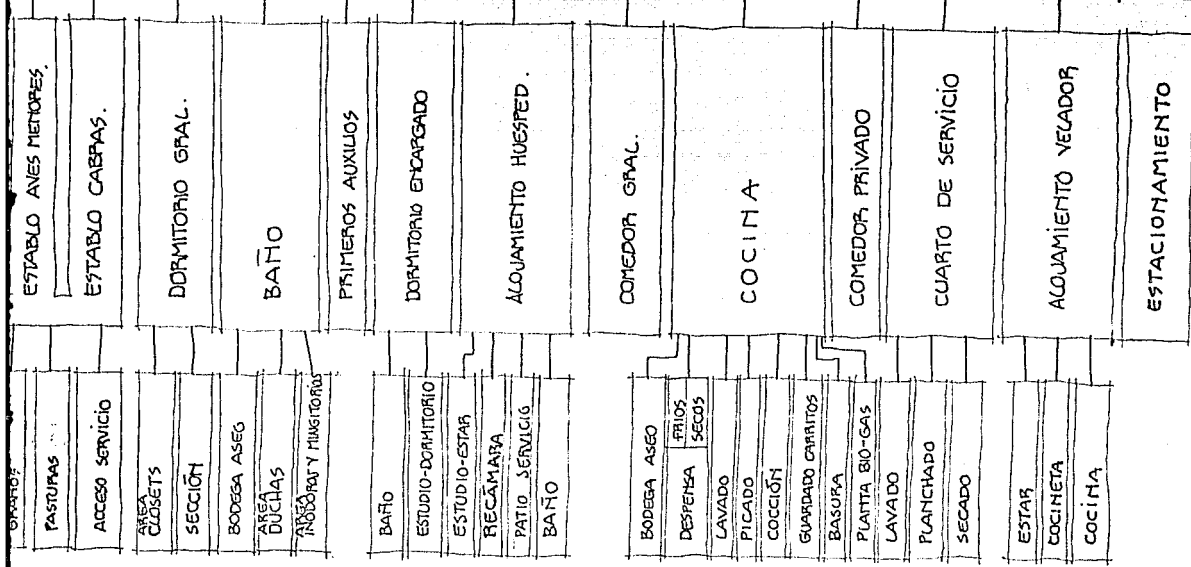 ESTABLO AVES MENORES.
ESTABLO CABRAS.
DORMITORIO GRAL.
BAÑO
PRIMEROS AUXILIOS
DORMITORIO ENCARGADO
ALOJAMIENTO HUESPED.
COMEDOR GRAL.
COCINA
COMEDOR PRIVADO
CUARTO DE SERVICIO
ALOJAMIENTO VELADOR
ESTACIONAMIENTO
PASTURAS
ACCESO SERVICIO
AREA
CLOSETS
SECCIÓN
BODEGA ASEO
AREA
DUCHAS
AREA
INODORAT Y MINGITORIOS
BAÑO
ESTUDIO-DORMITORIO
ESTUDIO-ESTAR
RECÁMARA
PATIO SERVICIO
BAÑO
BODEGA ASEO
DESPENSA
FRIOS
SECOS
LAVADO
PICADO
COCCIÓN
GUARDADO CARRITOS
BASURA
PLANTA BIO-GAS
LAVADO
PLANCHADO
SECADO
ESTAR
COCINETA
COCINA